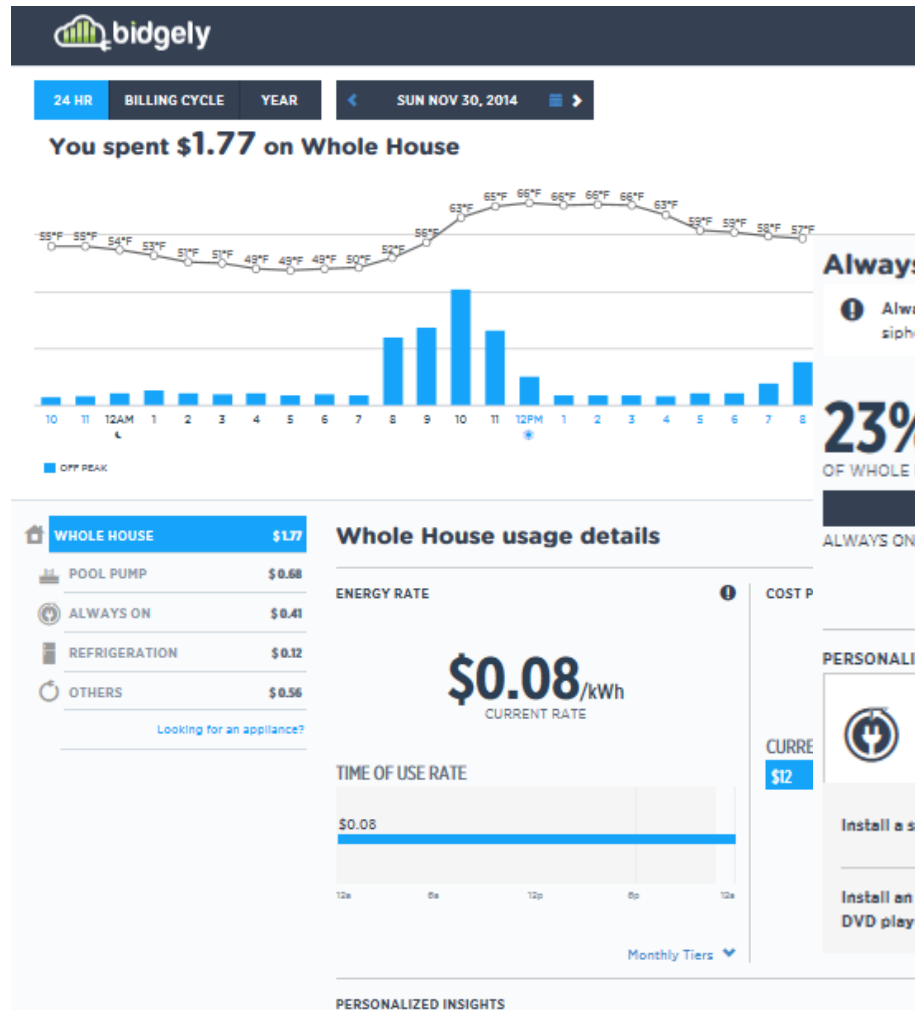 bidgely
24 HR BILLING CYCLE YEAR SUN NOV 30, 2014
You spent $1.77 on Whole House
55°F 55°F 54°F 53°F 51°F 51°F 49°F 49°F 49°F 50°F 52°F 56°F 63°F 65°F 66°F 66°F 66°F 66°F 63°F 59°F 59°F 58°F 57°F
10 11 12AM 1 2 3 4 5 6 7 8 9 10 11 12PM 1 2 3 4 5 6 7 8
OFF PEAK
WHOLE HOUSE $1.77
POOL PUMP $0.68
ALWAYS ON $0.41
REFRIGERATION $0.12
OTHERS $0.56
Looking for an appliance?
Whole House usage details
ENERGY RATE
$0.08/kWh
CURRENT RATE
TIME OF USE RATE
$0.08
12a 6a 12p 6p 12a
Monthly Tiers
PERSONALIZED INSIGHTS
COST P
CURRE
$12
Always
Alwa
siph
23%
OF WHOLE
ALWAYS ON
PERSONALI
Install a s
Install an
DVD play